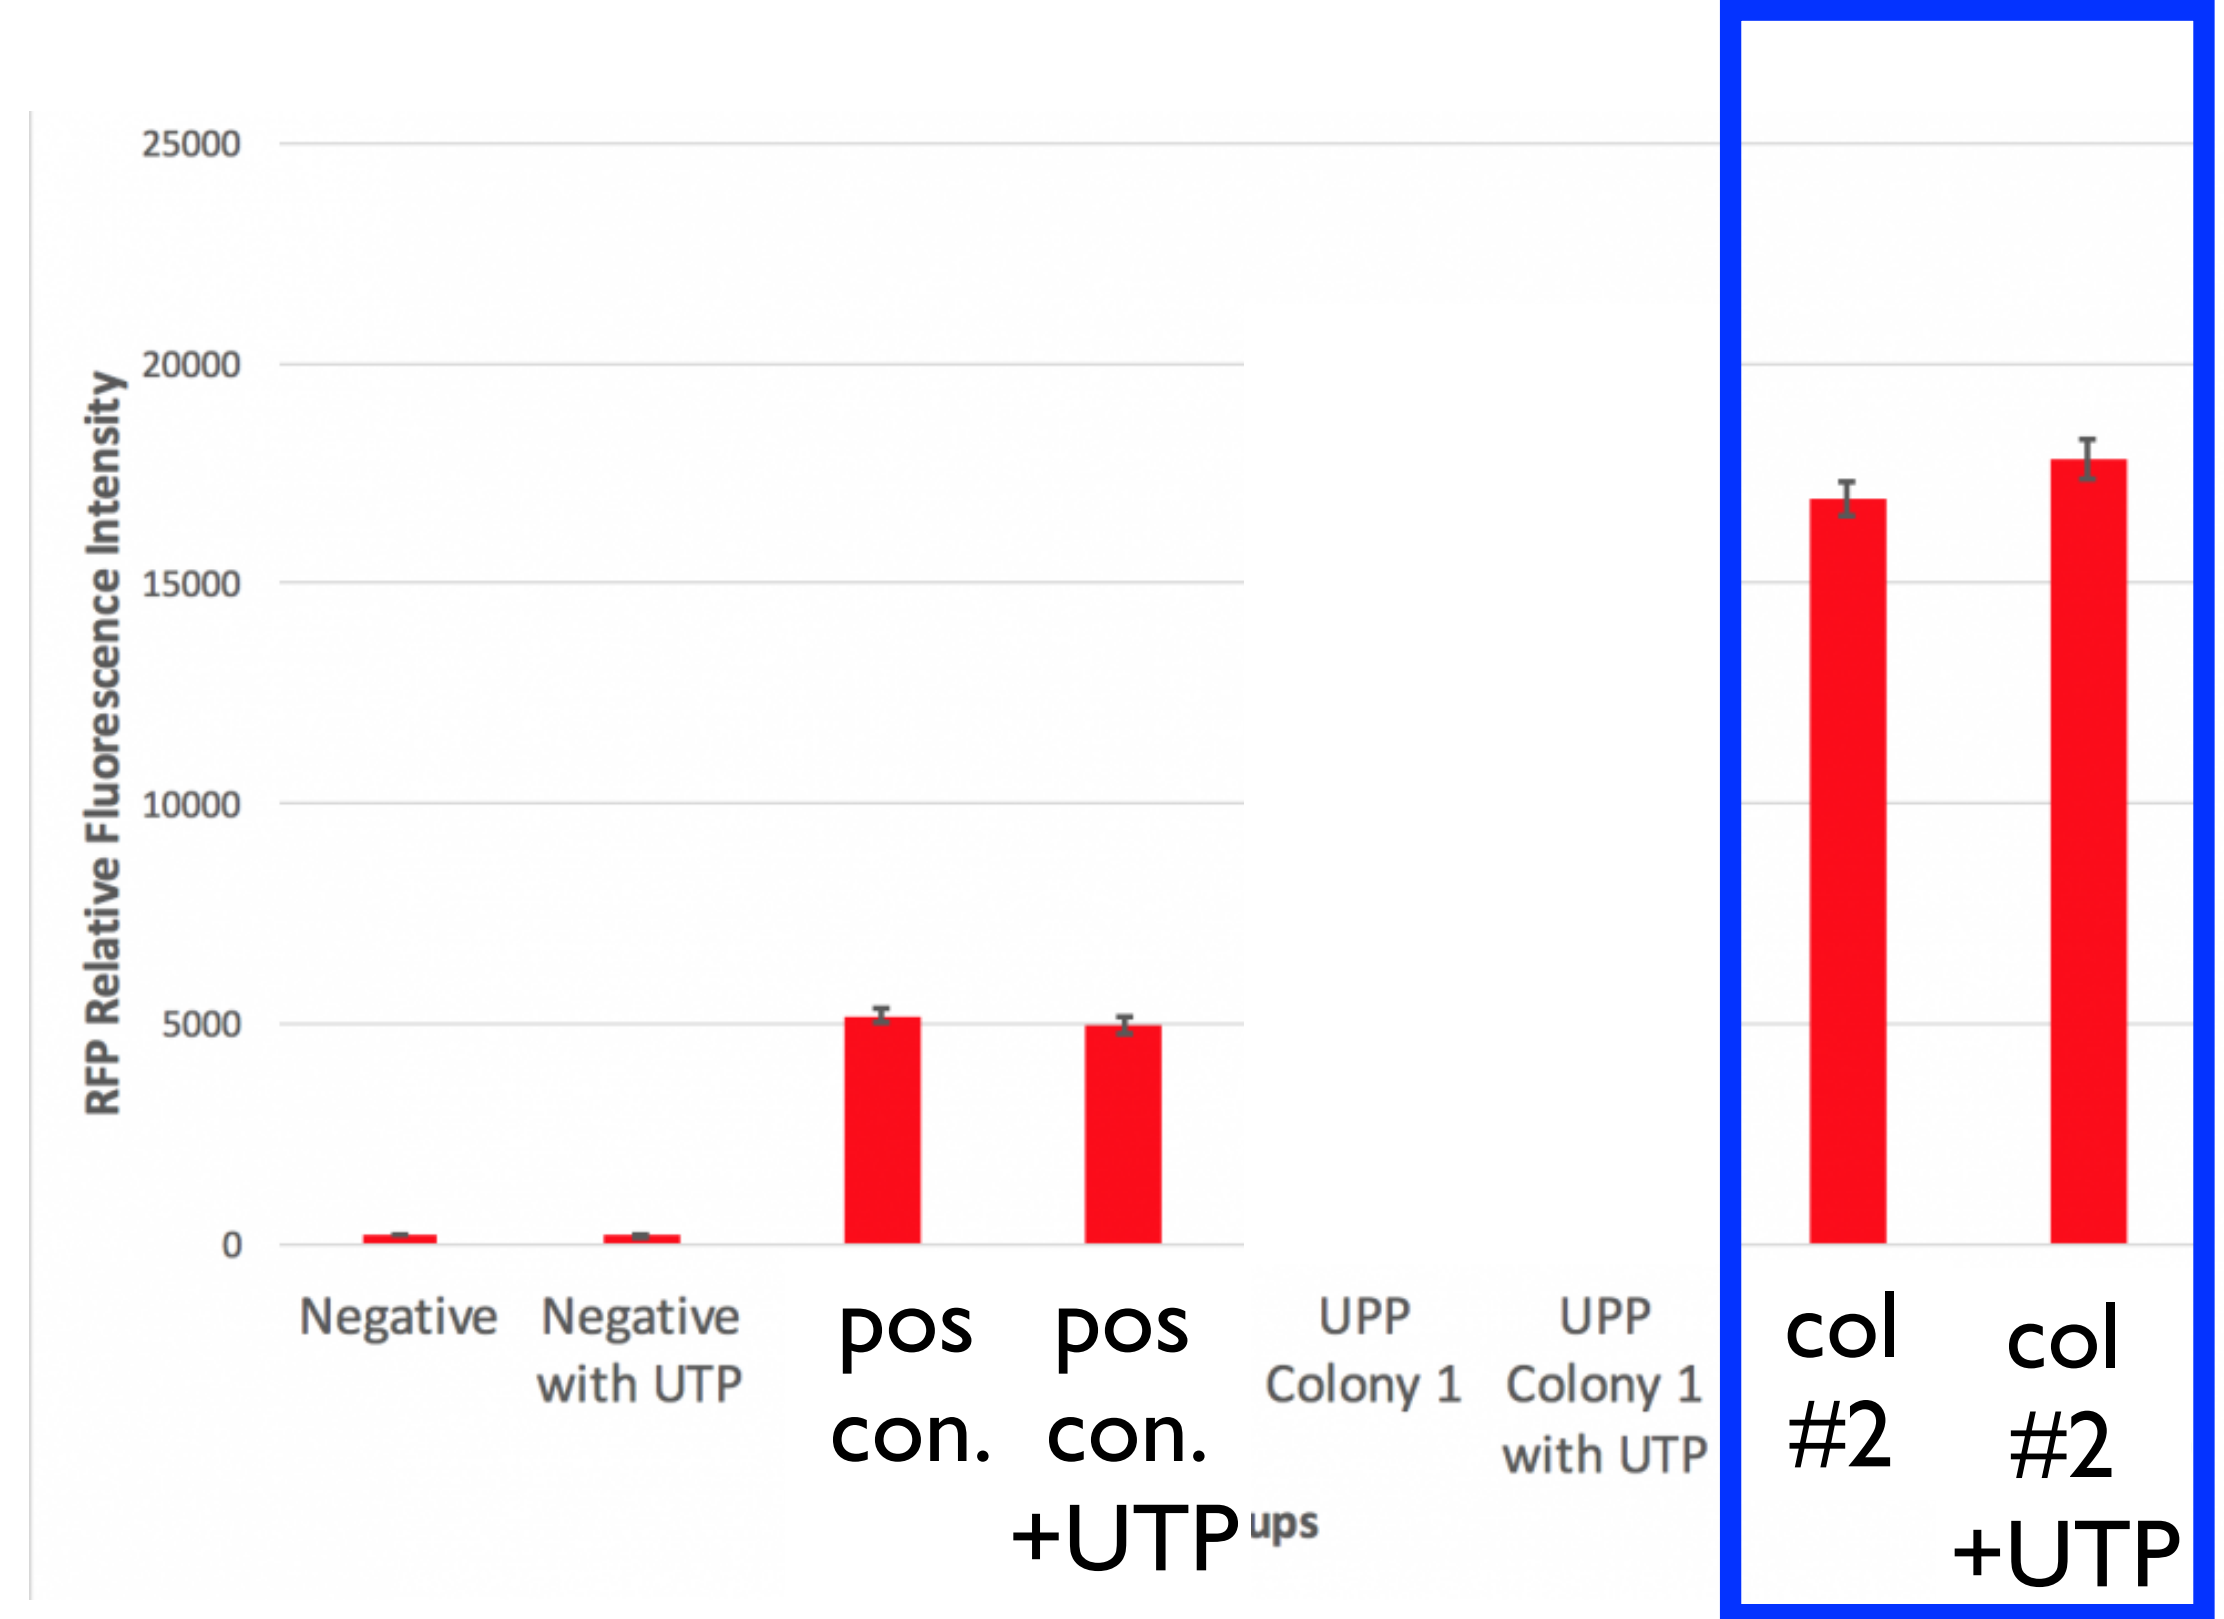 25000
20000
15000
10000
5000
0
RFP Relative Fluorescence Intensity
Negative
Negative
with UTP
pos
con.
pos
con.
+UTP
UPP
Colony 1
UPP
Colony 1
with UTP
col
#2
col
#2
+UTP
ups